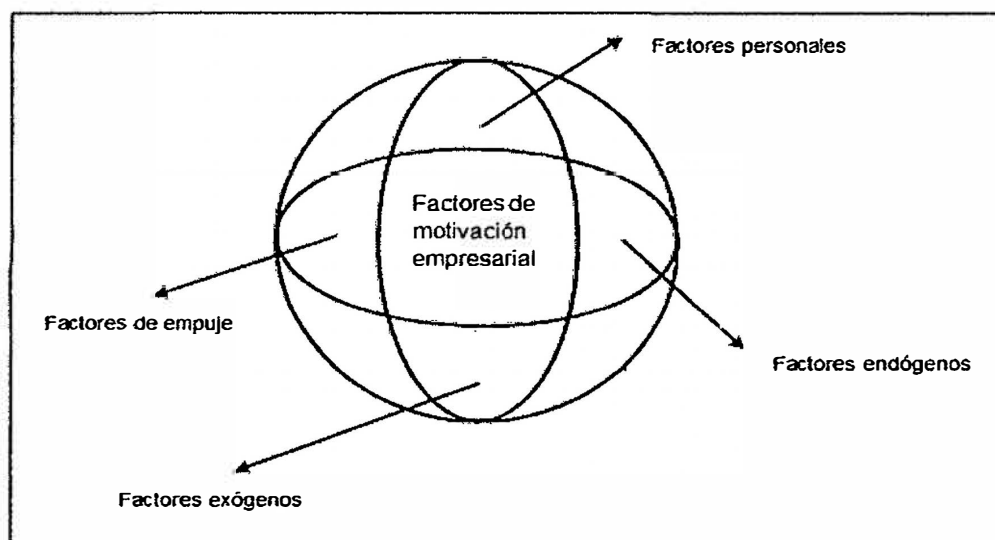 Factores personales
Factores de
motivación
empresarial
Factores de empuje
Factores endógenos
Factores exógenos